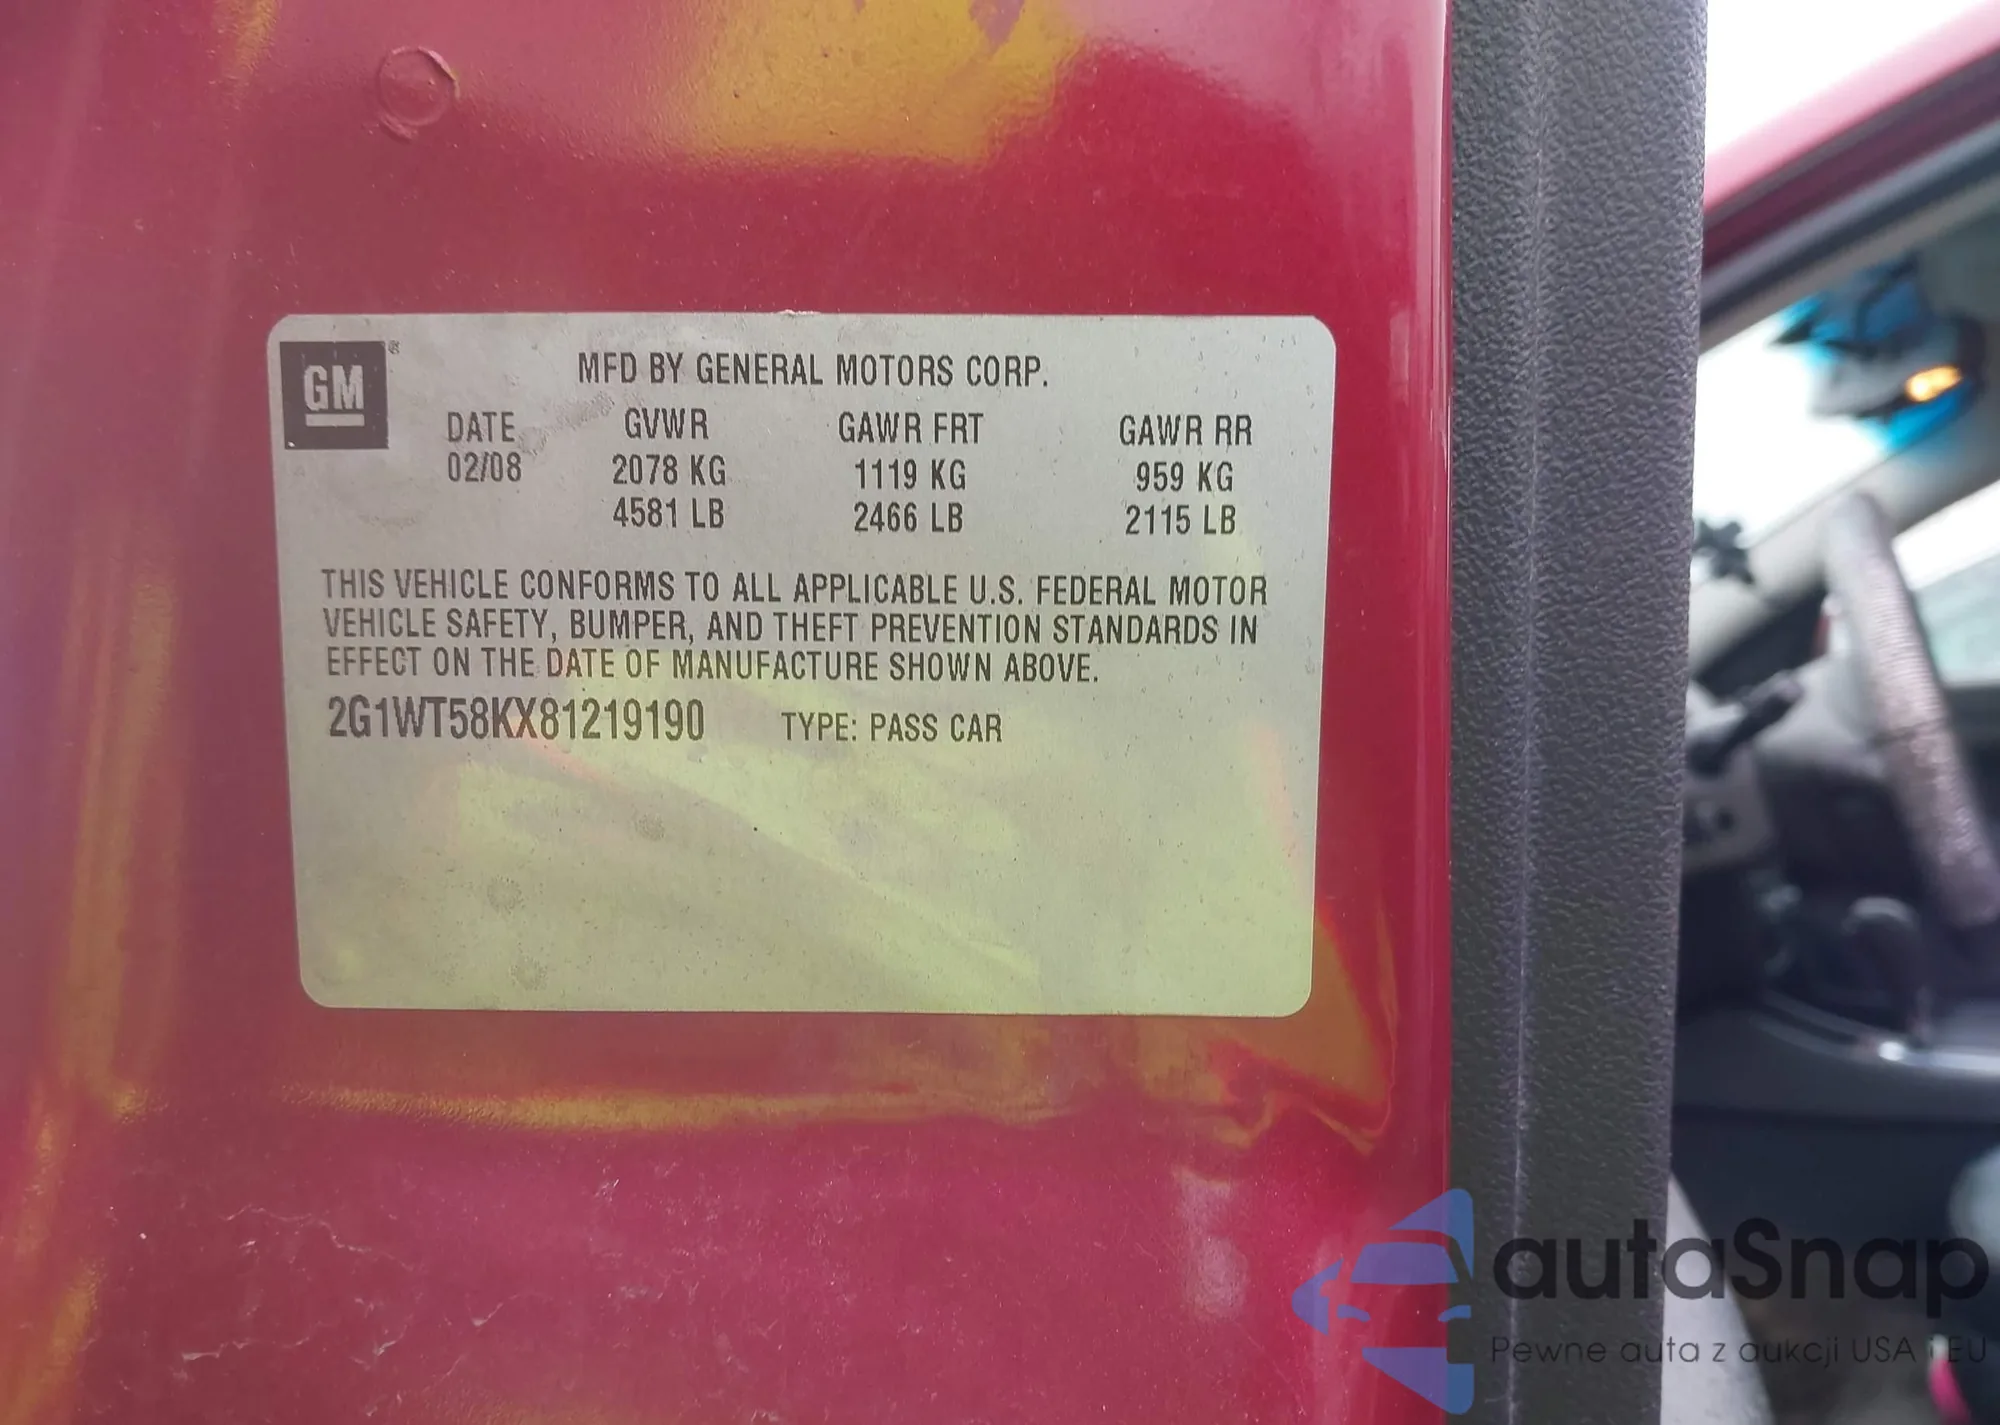 GM®
MFD BY GENERAL MOTORS CORP.
DATE GVWR GAWR FRT GAWR RR
02/08 2078 KG 1119 KG 959 KG
4581 LB 2466 LB 2115 LB
THIS VEHICLE CONFORMS TO ALL APPLICABLE U.S. FEDERAL MOTOR
VEHICLE SAFETY, BUMPER, AND THEFT PREVENTION STANDARDS IN
EFFECT ON THE DATE OF MANUFACTURE SHOWN ABOVE.
2G1WT58KX81219190 TYPE: PASS CAR
autaSnap
Pewne auta z aukcji USA i EU